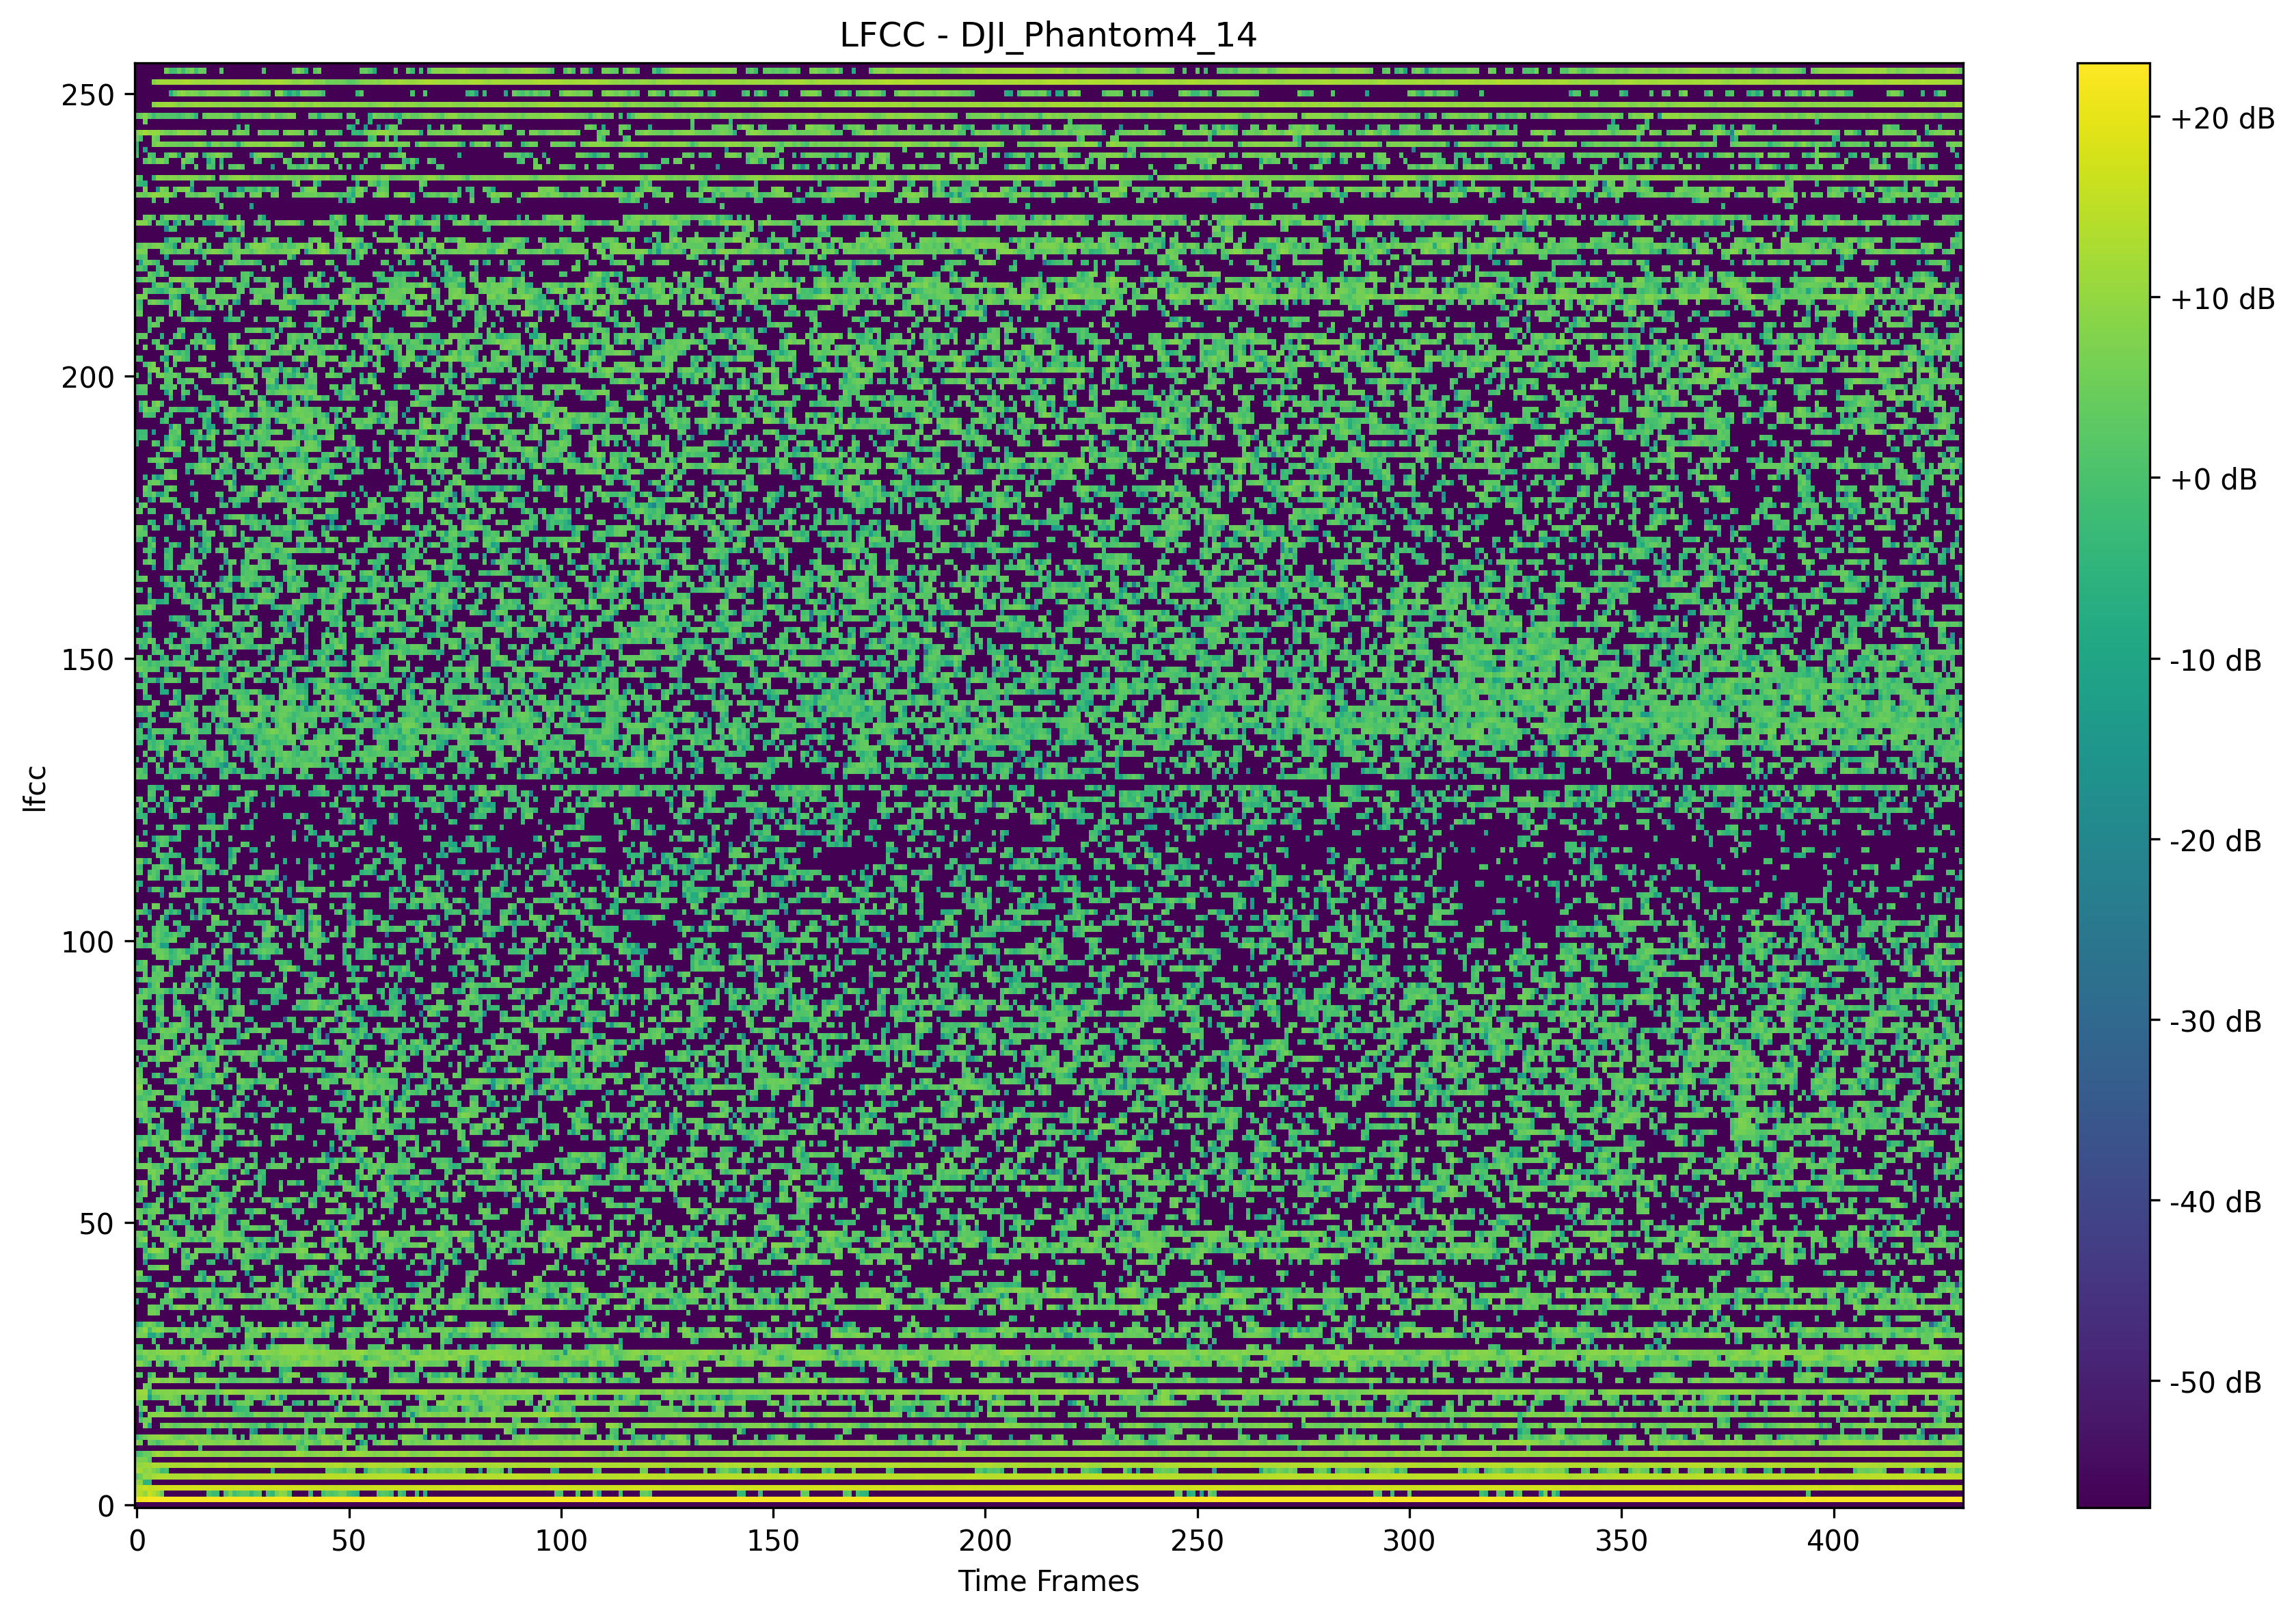 LFCC - DJI_Phantom4_14
250
200
150
100
50
0
lfcc
0 50 100 150 200 250 300 350 400
Time Frames
+20 dB
+10 dB
+0 dB
-10 dB
-20 dB
-30 dB
-40 dB
-50 dB